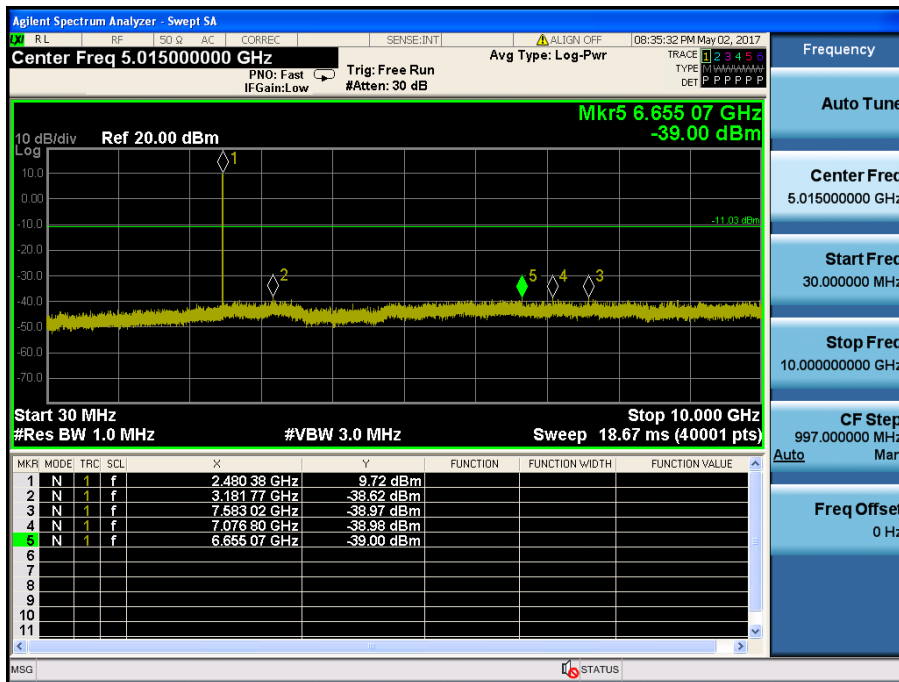 Agilent Spectrum Analyzer - Swept SA
LXI RL RF 50 Ω AC CORREC SENSE:INT ALIGN OFF 08:35:32 PM May 02, 2017
Center Freq 5.015000000 GHz
PNO: Fast
IFGain:Low
Trig: Free Run
#Atten: 30 dB
Avg Type: Log-Pwr
TRACE 1 2 3 4 5 6
TYPE M W W W W W
DET P P P P P P
Mkr5 6.655 07 GHz
-39.00 dBm
10 dB/div Ref 20.00 dBm
Log
10.0
0.00
-10.0
-20.0
-30.0
-40.0
-50.0
-60.0
-70.0
1
2
5
4
3
-11.03 dBm
Start 30 MHz Stop 10.000 GHz
#Res BW 1.0 MHz #VBW 3.0 MHz Sweep 18.67 ms (40001 pts)
MKR MODE TRC SCL X Y FUNCTION FUNCTION WIDTH FUNCTION VALUE
1 N 1 f 2.480 38 GHz 9.72 dBm
2 N 1 f 3.181 77 GHz -38.62 dBm
3 N 1 f 7.583 02 GHz -38.97 dBm
4 N 1 f 7.076 80 GHz -38.98 dBm
5 N 1 f 6.655 07 GHz -39.00 dBm
6
7
8
9
10
11
MSG STATUS
Frequency
Auto Tune
Center Freq
5.015000000 GHz
Start Freq
30.000000 MHz
Stop Freq
10.000000000 GHz
CF Step
997.000000 MHz
Auto Man
Freq Offset
0 Hz